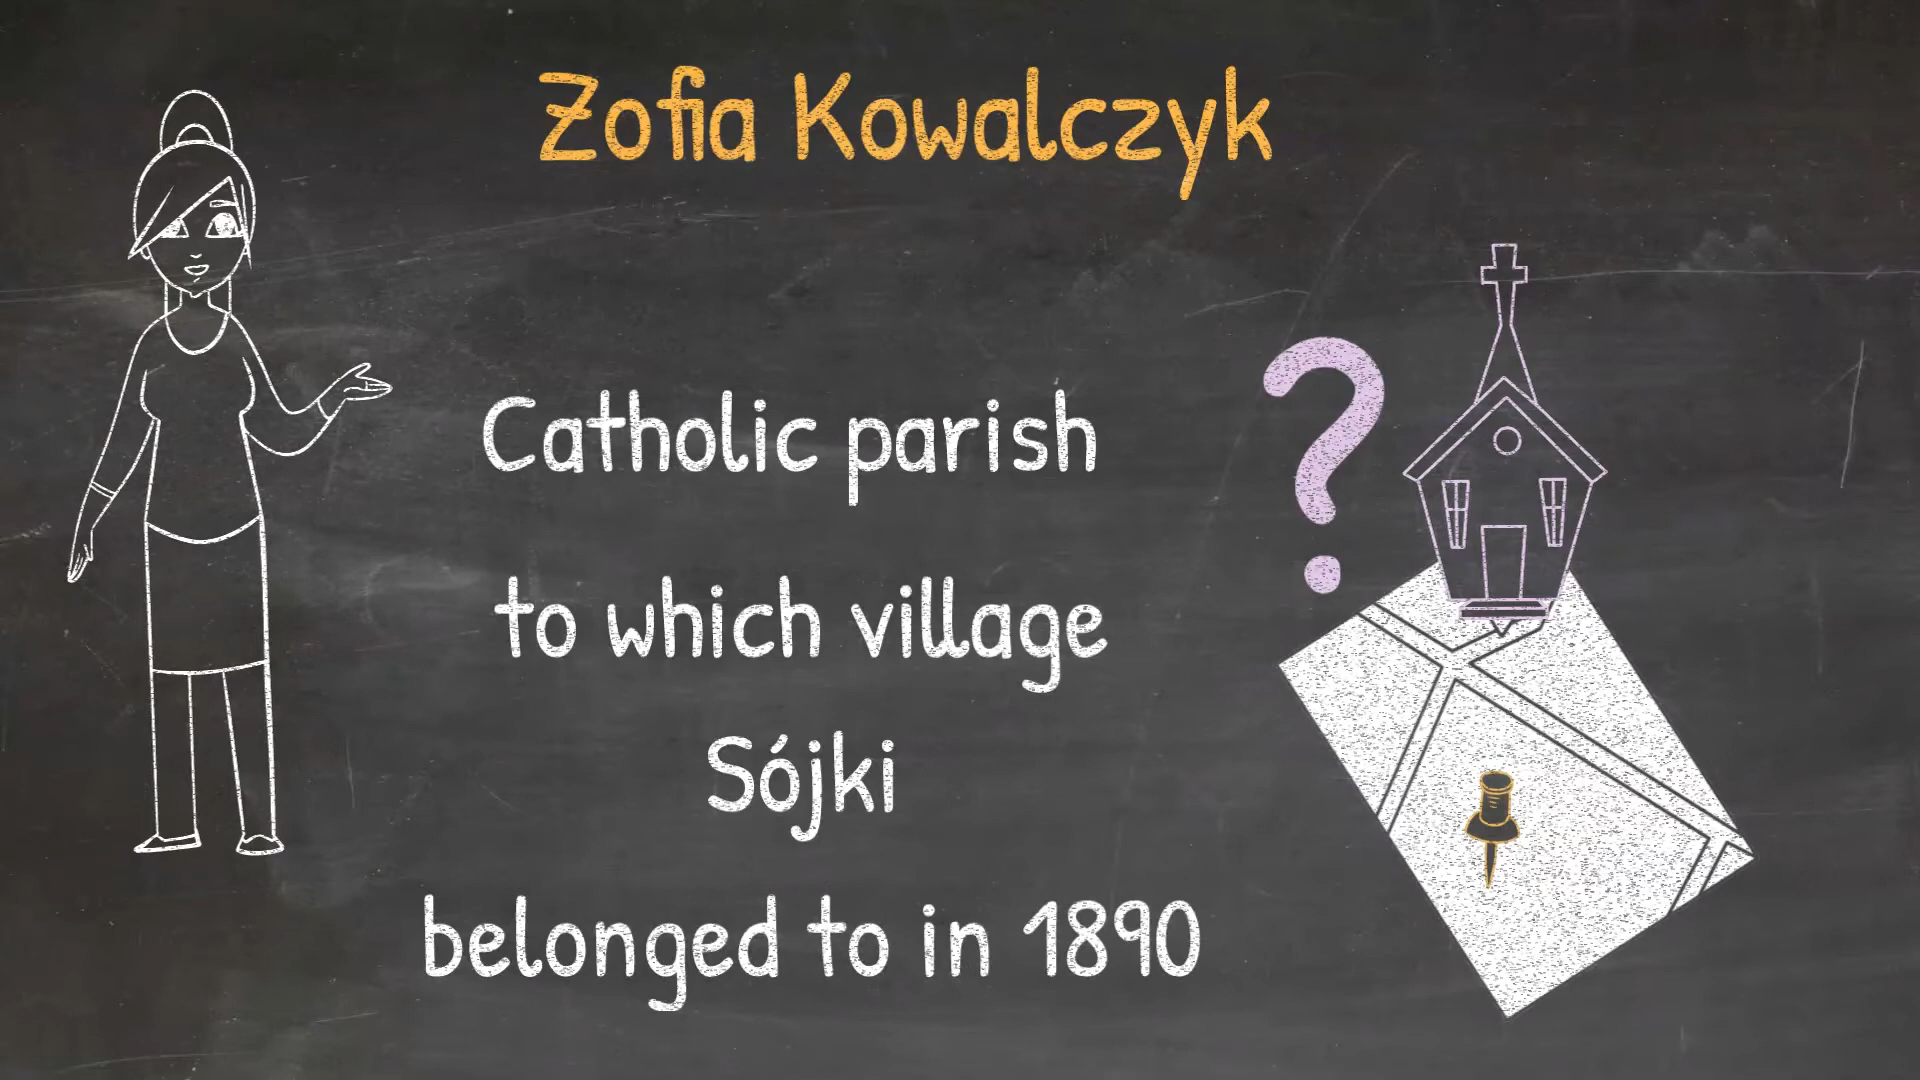 Zofia Kowalczyk
Catholic parish
to which village
Sójki
belonged to in 1890
?